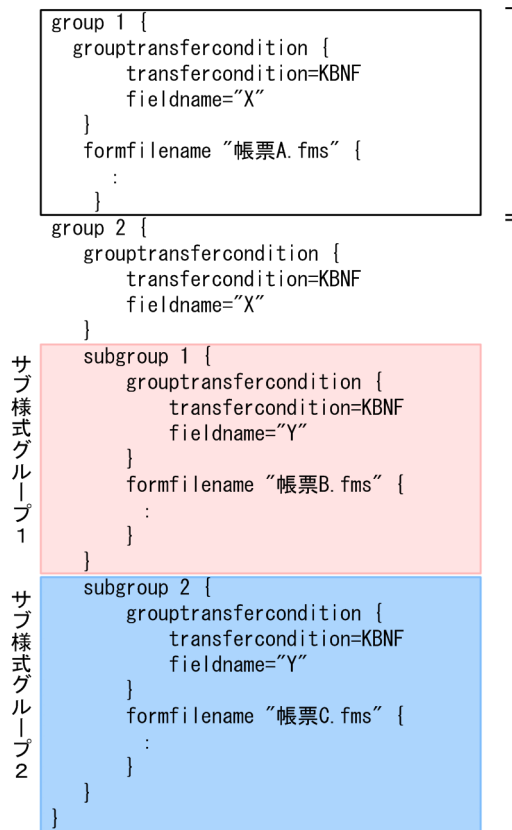 group 1 {
grouptransfercondition {
transfercondition=KBNF
fieldname="X"
}
formfilename "帳票A.fms" {
:
}
group 2 {
grouptransfercondition {
transfercondition=KBNF
fieldname="X"
}
サブ様式グループ1
subgroup 1 {
grouptransfercondition {
transfercondition=KBNF
fieldname="Y"
}
formfilename "帳票B.fms" {
:
}
}
サブ様式グループ2
subgroup 2 {
grouptransfercondition {
transfercondition=KBNF
fieldname="Y"
}
formfilename "帳票C.fms" {
:
}
}
}